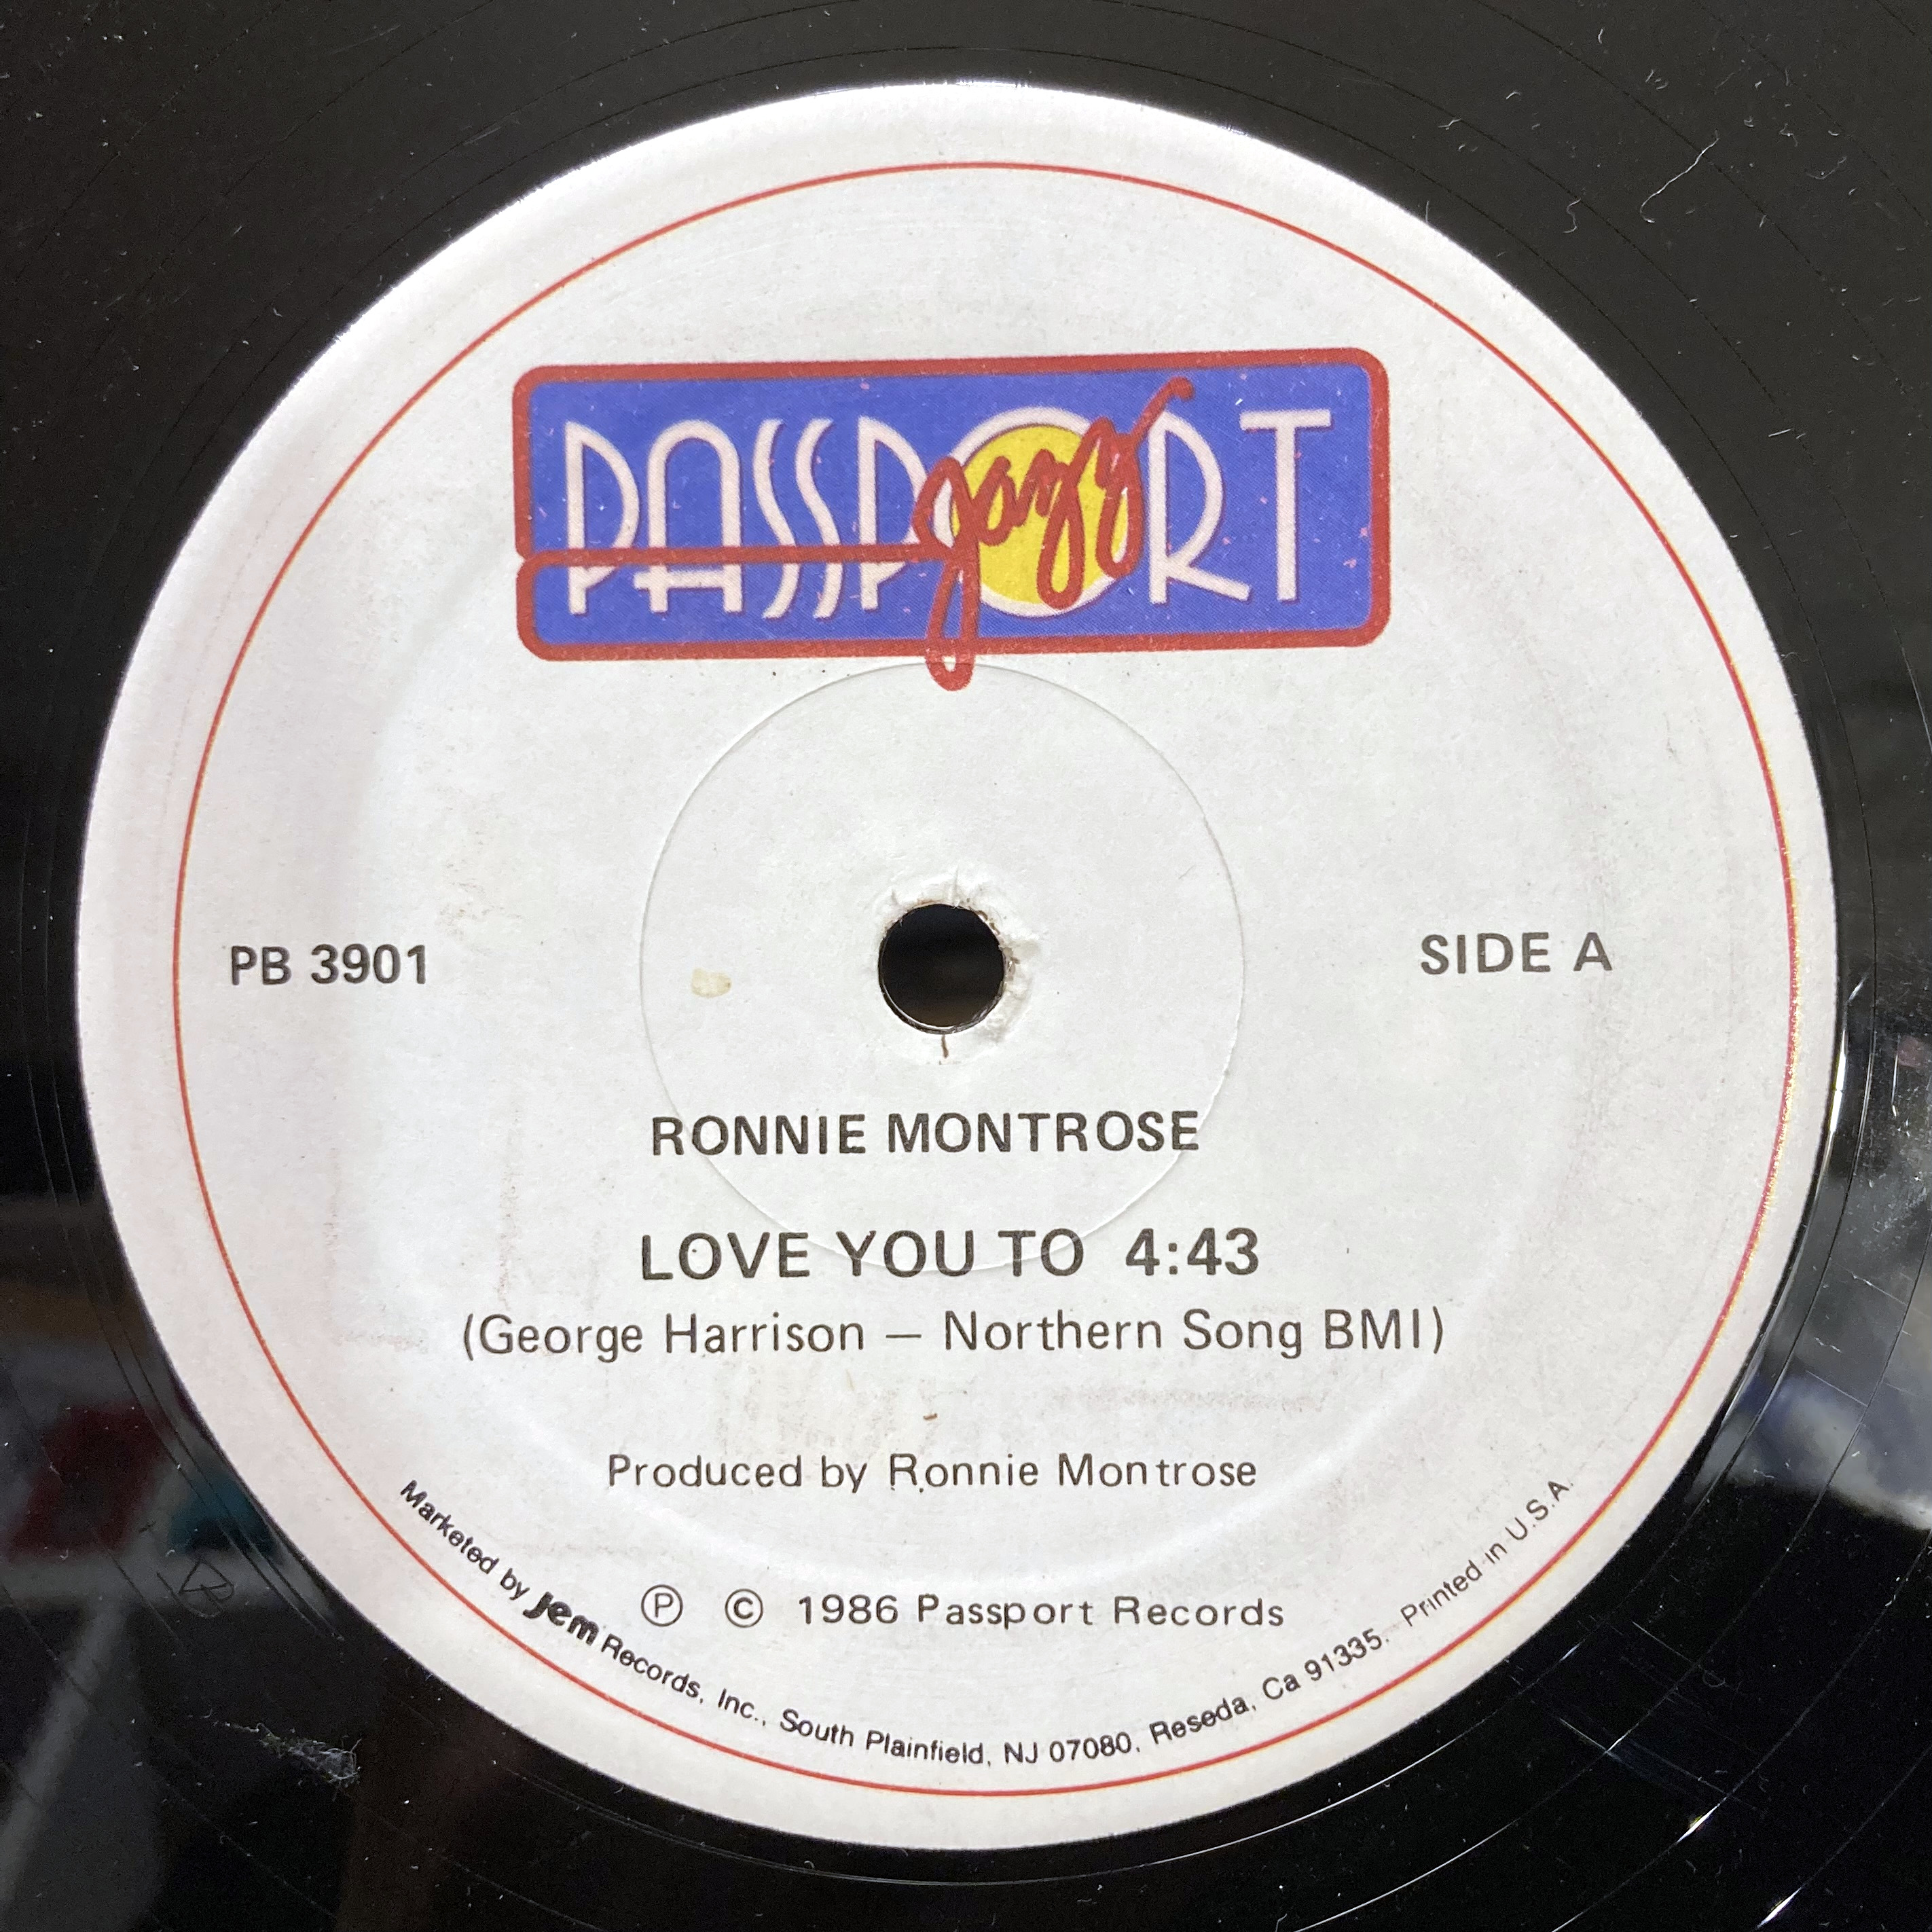 PASSPORT
jazz
PB 3901
SIDE A
RONNIE MONTROSE
LOVE YOU TO 4:43
(George Harrison — Northern Song BMI)
Produced by Ronnie Montrose
Ⓟ © 1986 Passport Records
Marketed by Jem Records, Inc., South Plainfield, NJ 07080, Reseda, Ca 91335. Printed in U.S.A.